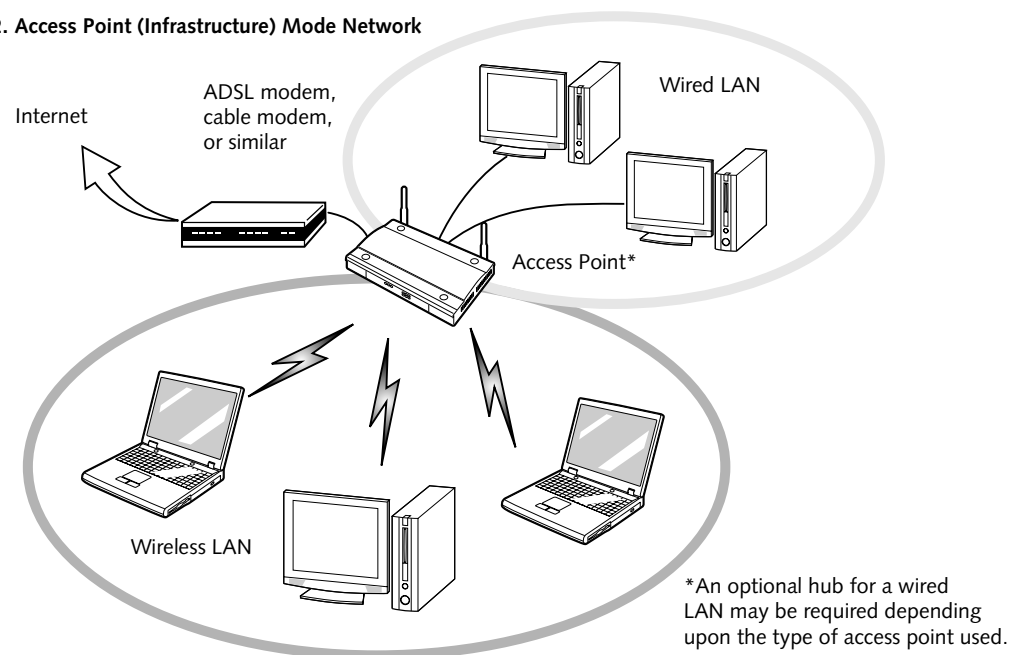 2. Access Point (Infrastructure) Mode Network
Internet
ADSL modem,
cable modem,
or similar
Wired LAN
Access Point*
Wireless LAN
*An optional hub for a wired
LAN may be required depending
upon the type of access point used.